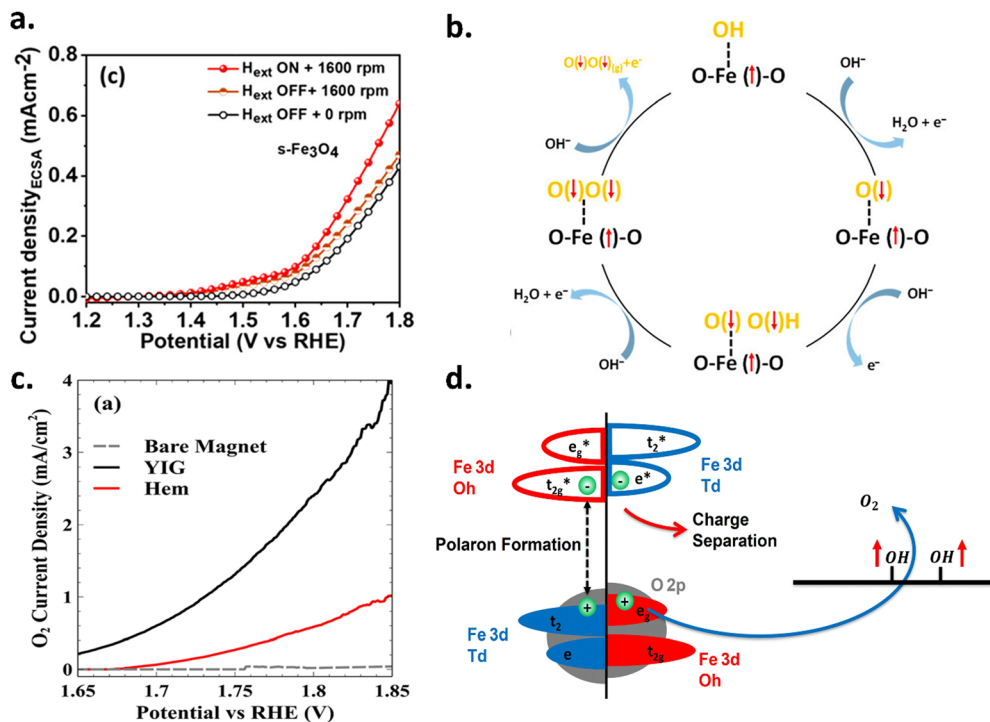 a.
(c)
H_ext ON + 1600 rpm
H_ext OFF+ 1600 rpm
H_ext OFF + 0 rpm
s-Fe₃O₄
Current density_ECSA (mAcm⁻²)
0.8
0.6
0.4
0.2
0.0
1.2 1.3 1.4 1.5 1.6 1.7 1.8
Potential (V vs RHE)
b.
OH
O-Fe (↑)-O
OH⁻
H₂O + e⁻
O(↓)
O-Fe (↑)-O
OH⁻
e⁻
O(↓) O(↓)H
O-Fe (↑)-O
OH⁻
H₂O + e⁻
O(↓)O(↓)
O-Fe (↑)-O
OH⁻
O(↓)O(↓)(g)+e⁻
c.
(a)
Bare Magnet
YIG
Hem
O₂ Current Density (mA/cm²)
4
3
2
1
0
1.65 1.7 1.75 1.8 1.85
Potential vs RHE (V)
d.
e_g* t₂*
Fe 3d
Oh
Fe 3d
Td
t₂g* - - e*
Polaron Formation
Charge
Separation
O 2p
+ +
t₂ e_g
Fe 3d
Td
e t₂g
Fe 3d
Oh
O₂
OH OH